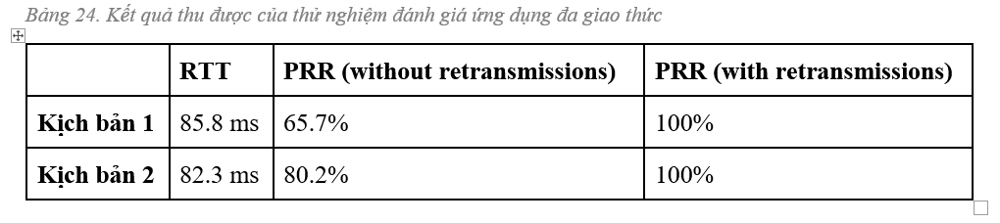 Bảng 24. Kết quả thu được của thử nghiệm đánh giá ứng dụng đa giao thức
RTT PRR (without retransmissions) PRR (with retransmissions)
Kịch bản 1 85.8 ms 65.7% 100%
Kịch bản 2 82.3 ms 80.2% 100%